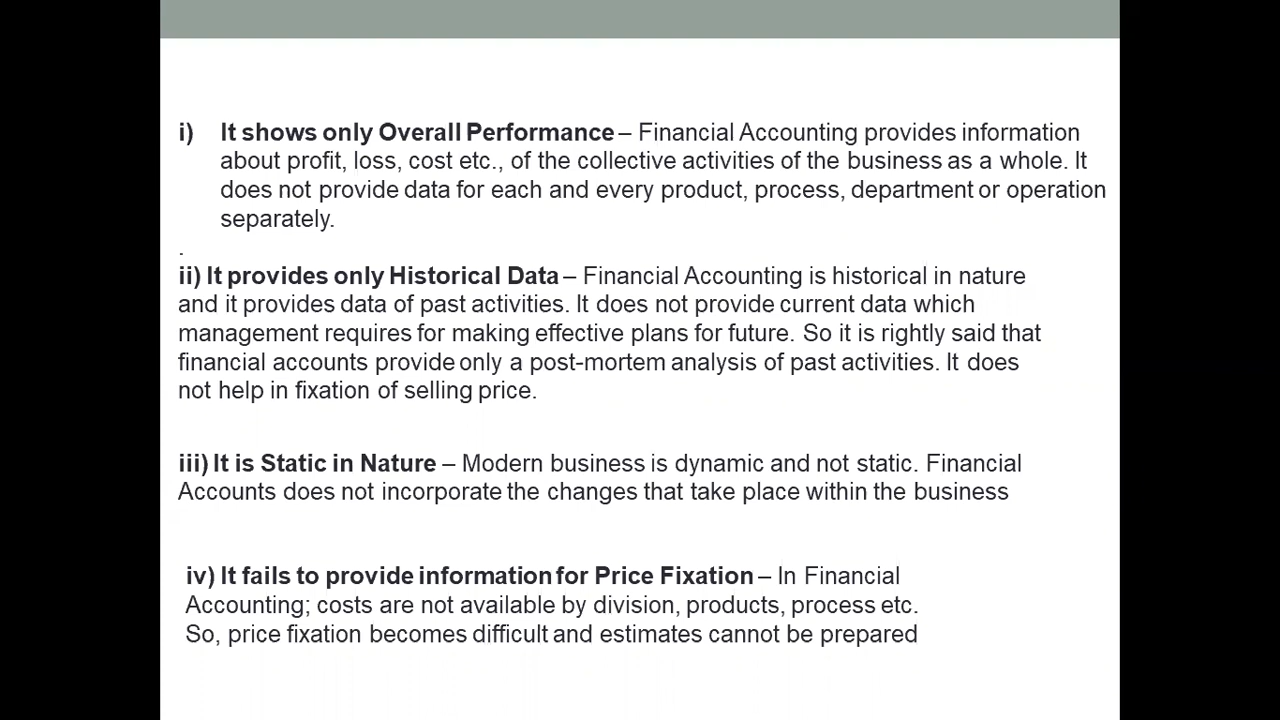 i) It shows only Overall Performance – Financial Accounting provides information
about profit, loss, cost etc., of the collective activities of the business as a whole. It
does not provide data for each and every product, process, department or operation
separately.
.
ii) It provides only Historical Data – Financial Accounting is historical in nature
and it provides data of past activities. It does not provide current data which
management requires for making effective plans for future. So it is rightly said that
financial accounts provide only a post-mortem analysis of past activities. It does
not help in fixation of selling price.
iii) It is Static in Nature – Modern business is dynamic and not static. Financial
Accounts does not incorporate the changes that take place within the business
iv) It fails to provide information for Price Fixation – In Financial
Accounting; costs are not available by division, products, process etc.
So, price fixation becomes difficult and estimates cannot be prepared